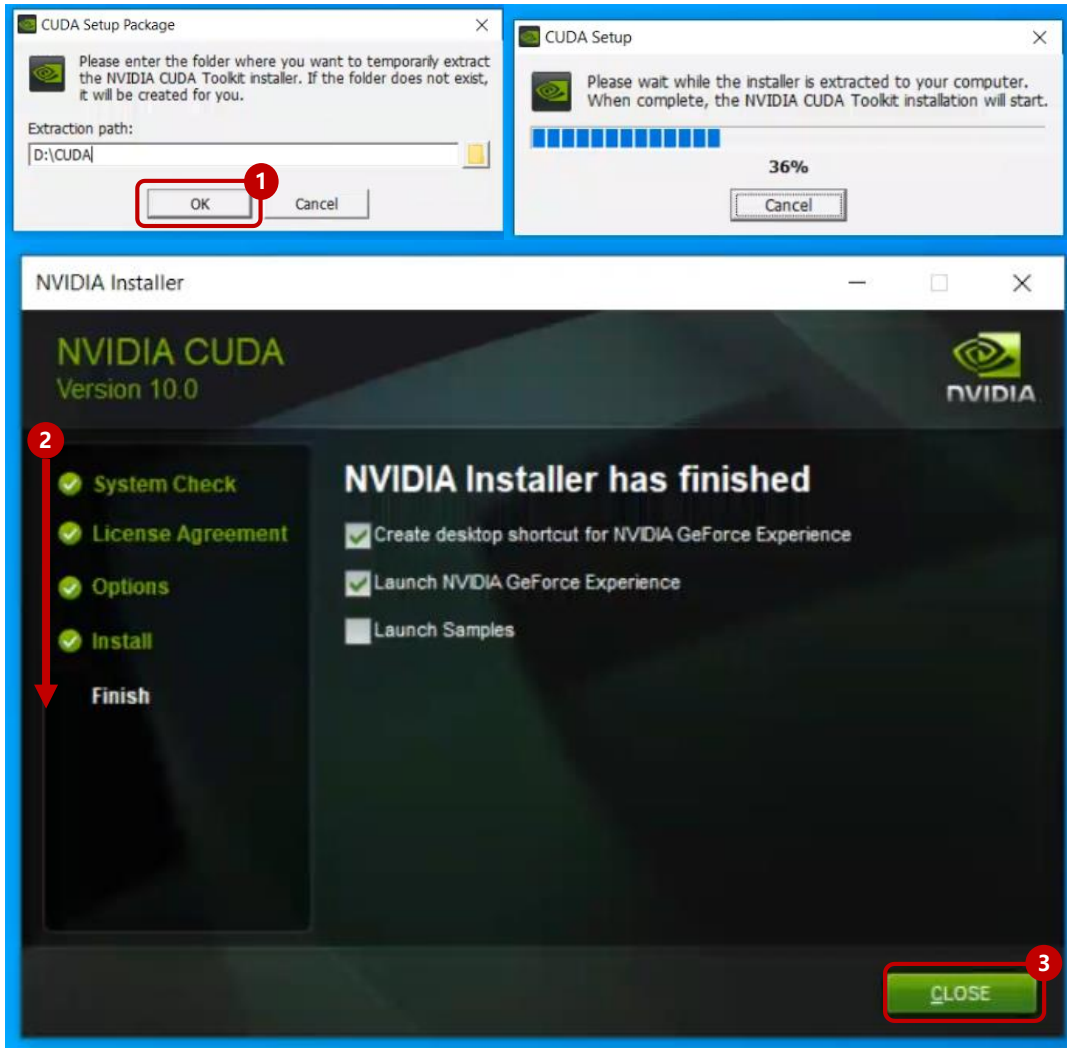 CUDA Setup Package
Please enter the folder where you want to temporarily extract
the NVIDIA CUDA Toolkit installer. If the folder does not exist,
it will be created for you.
Extraction path:
D:\CUDA
1
OK
Cancel
CUDA Setup
Please wait while the installer is extracted to your computer.
When complete, the NVIDIA CUDA Toolkit installation will start.
36%
Cancel
NVIDIA Installer
NVIDIA CUDA
Version 10.0
NVIDIA
2
System Check
License Agreement
Options
Install
Finish
NVIDIA Installer has finished
Create desktop shortcut for NVIDIA GeForce Experience
Launch NVIDIA GeForce Experience
Launch Samples
3
CLOSE